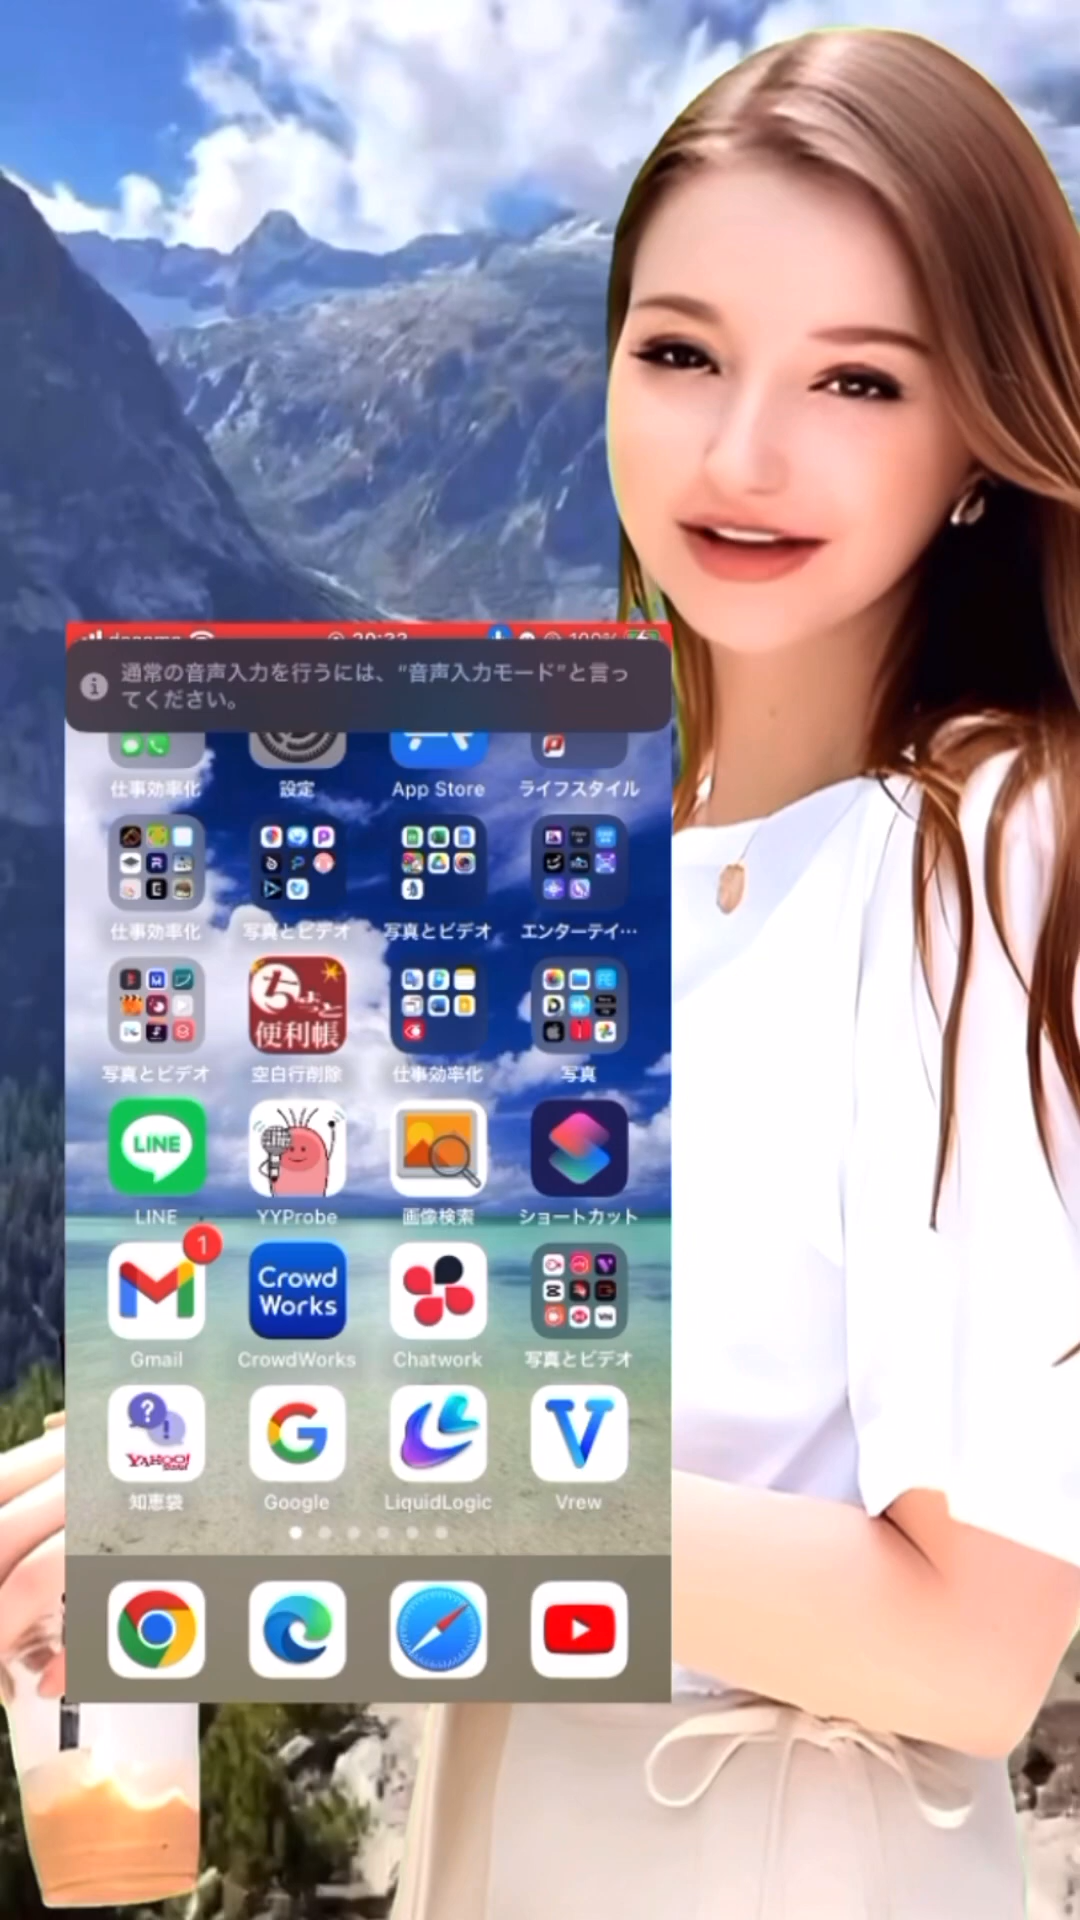 通常の音声入力を行うには、“音声入力モード”と言っ
てください。
仕事効率化 設定 App Store ライフスタイル
仕事効率化 写真とビデオ 写真とビデオ エンターテイ…
ちょっと
便利帳
写真とビデオ 空白行削除 仕事効率化 写真
LINE
LINE YYProbe 画像検索 ショートカット
1
Crowd
Works
Gmail CrowdWorks Chatwork 写真とビデオ
YAHOO!
知恵袋 Google LiquidLogic Vrew